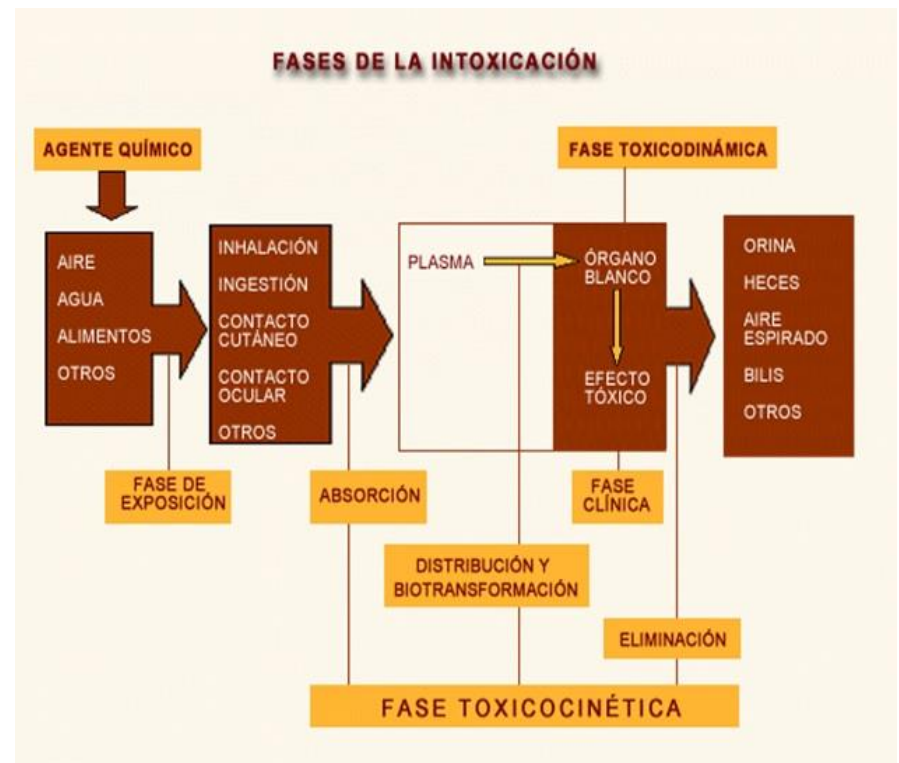 FASES DE LA INTOXICACIÓN
AGENTE QUÍMICO
FASE TOXICODINÁMICA
AIRE
AGUA
ALIMENTOS
OTROS
INHALACIÓN
INGESTIÓN
CONTACTO
CUTÁNEO
CONTACTO
OCULAR
OTROS
PLASMA
ÓRGANO
BLANCO
EFECTO
TÓXICO
ORINA
HECES
AIRE
ESPIRADO
BILIS
OTROS
FASE DE
EXPOSICIÓN
ABSORCIÓN
FASE
CLÍNICA
DISTRIBUCIÓN Y
BIOTRANSFORMACIÓN
ELIMINACIÓN
FASE TOXICOCINÉTICA